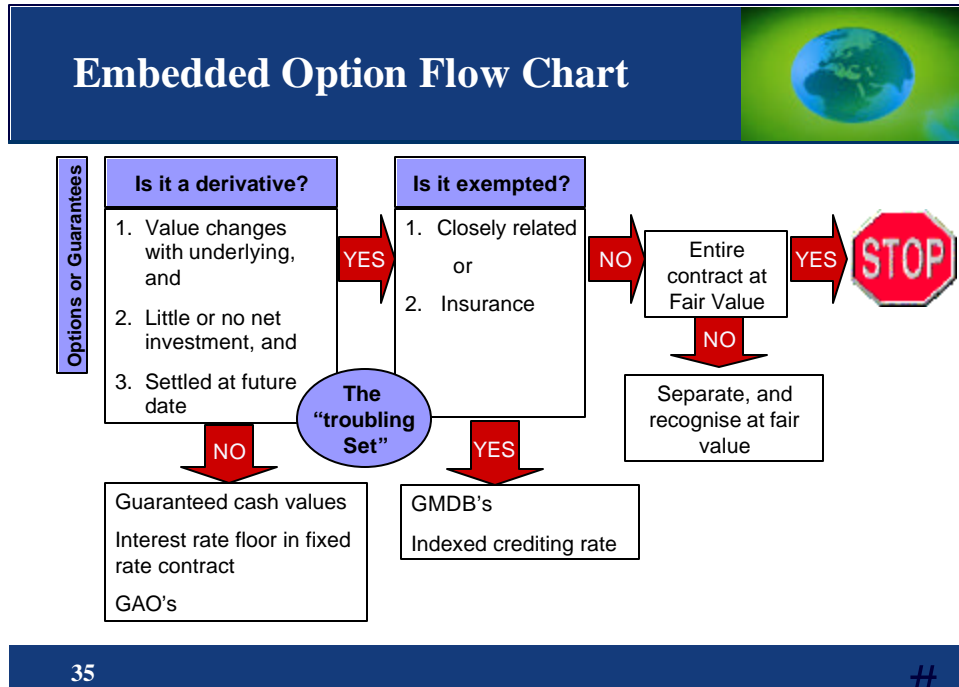 Embedded Option Flow Chart
Options or Guarantees
Is it a derivative?
1. Value changes
with underlying,
and
2. Little or no net
investment, and
3. Settled at future
date
YES
Is it exempted?
1. Closely related
or
2. Insurance
NO
Entire
contract at
Fair Value
YES
STOP
NO
Separate, and
recognise at fair
value
The
“troubling
Set”
NO
Guaranteed cash values
Interest rate floor in fixed
rate contract
GAO's
YES
GMDB's
Indexed crediting rate
35
#